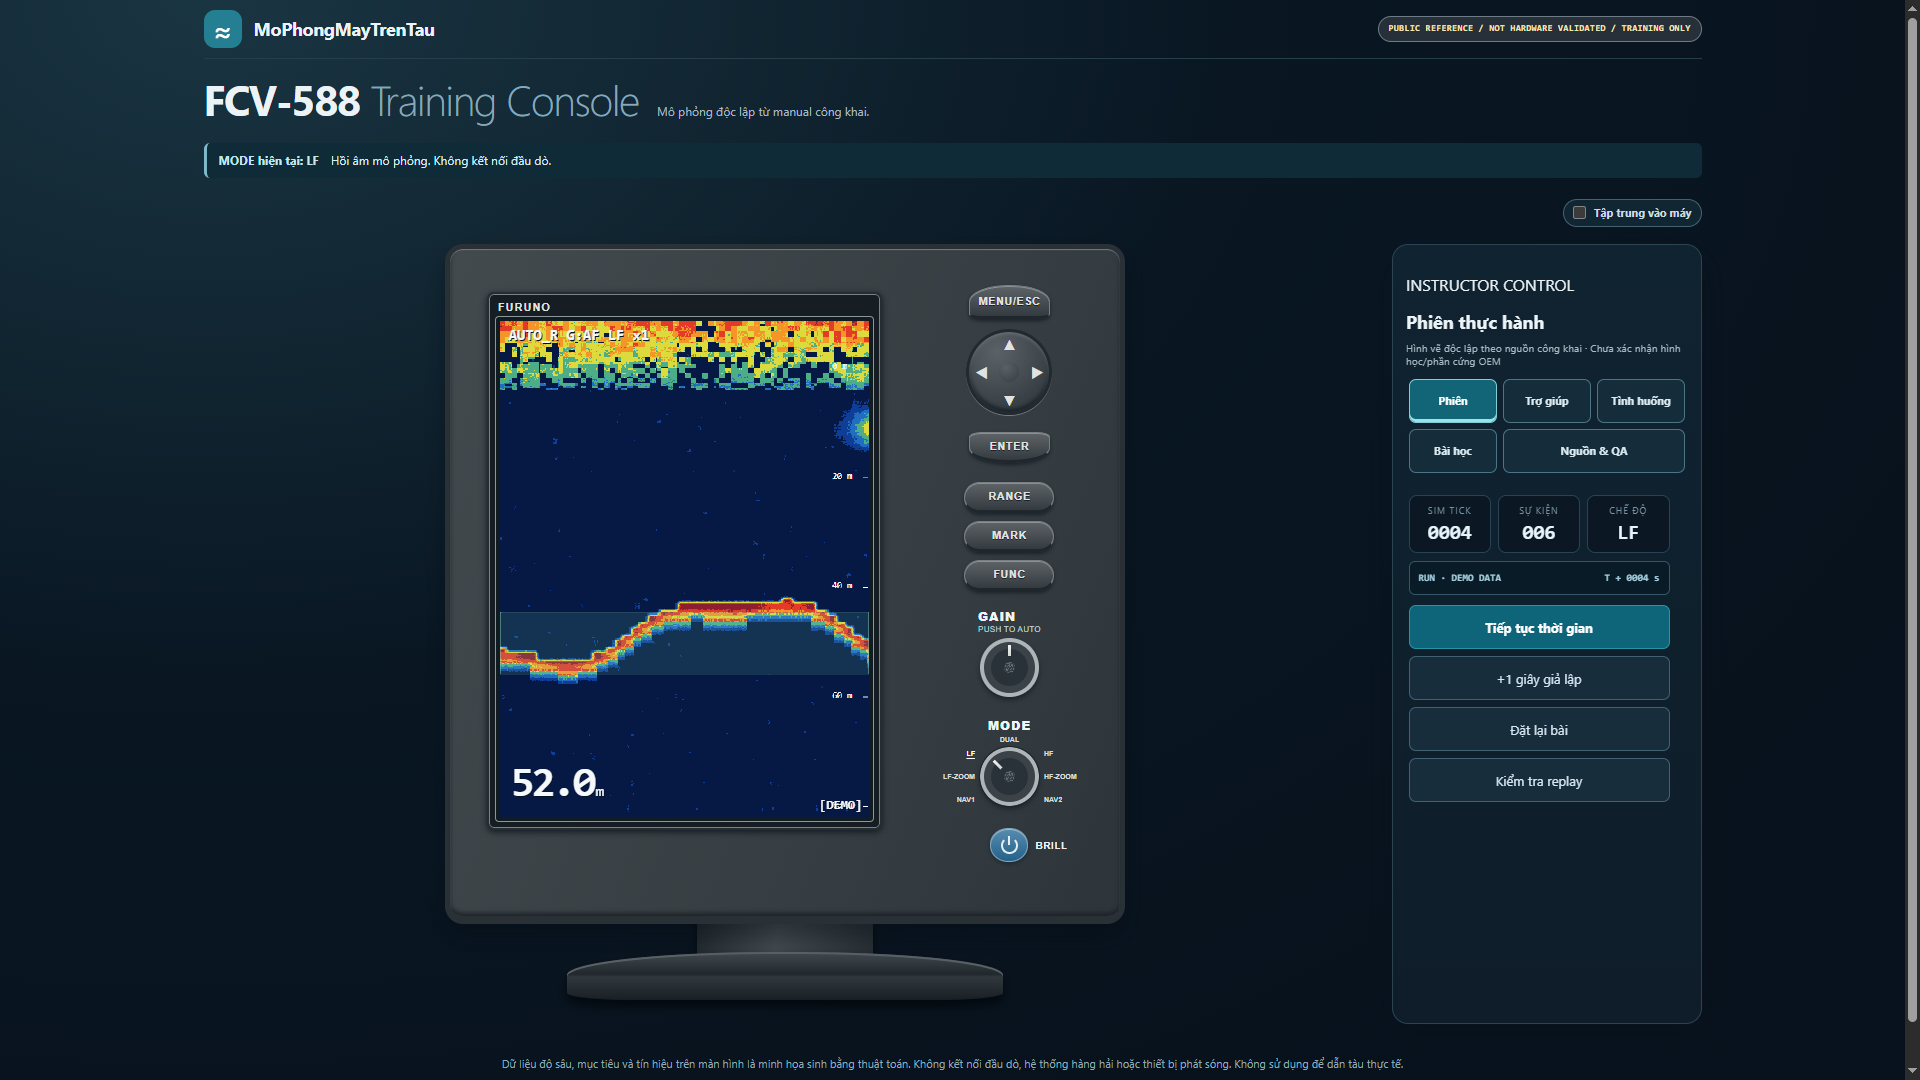 ≈ MoPhongMayTrenTau
PUBLIC REFERENCE / NOT HARDWARE VALIDATED / TRAINING ONLY
FCV-588 Training Console Mô phỏng độc lập từ manual công khai.
MODE hiện tại: LF Hồi âm mô phỏng. Không kết nối đầu dò.
Tập trung vào máy
FURUNO
AUTO_R G:AF LF x1
20 m
40 m
60 m
52.0m
[DEMO]
MENU/ESC
ENTER
RANGE
MARK
FUNC
GAIN
PUSH TO AUTO
MODE
DUAL
LF HF
LF-ZOOM HF-ZOOM
NAV1 NAV2
BRILL
INSTRUCTOR CONTROL
Phiên thực hành
Hình vẽ độc lập theo nguồn công khai · Chưa xác nhận hình
học/phần cứng OEM
Phiên Trợ giúp Tình huống
Bài học Nguồn & QA
SIM TICK SỰ KIỆN CHẾ ĐỘ
0004 006 LF
RUN · DEMO DATA T + 0004 s
Tiếp tục thời gian
+1 giây giả lập
Đặt lại bài
Kiểm tra replay
Dữ liệu độ sâu, mục tiêu và tín hiệu trên màn hình là minh họa sinh bằng thuật toán. Không kết nối đầu dò, hệ thống hàng hải hoặc thiết bị phát sóng. Không sử dụng để dẫn tàu thực tế.